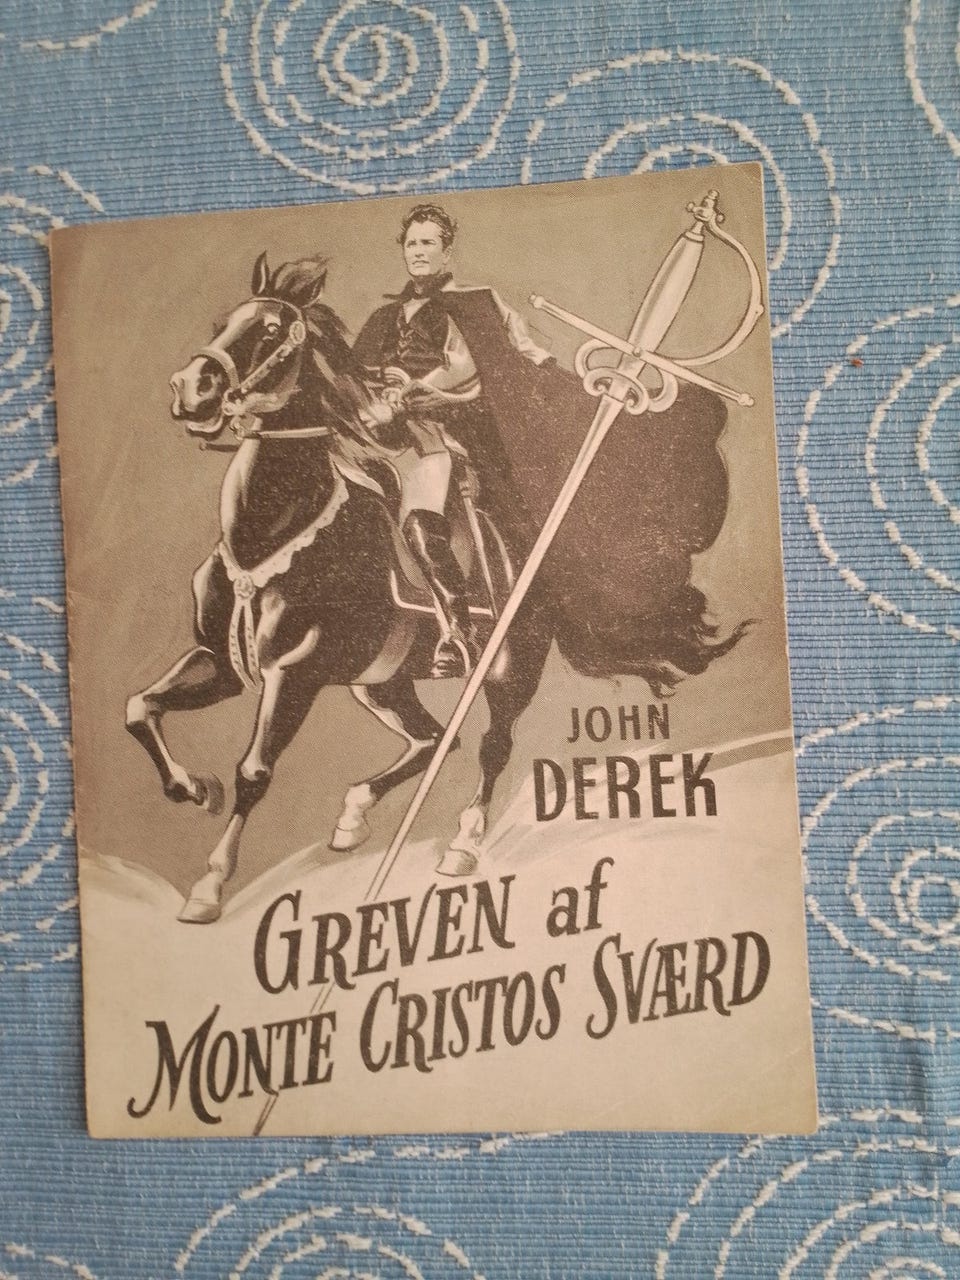 JOHN
DEREK
GREVEN af
MONTE CRISTOS SVÆRD